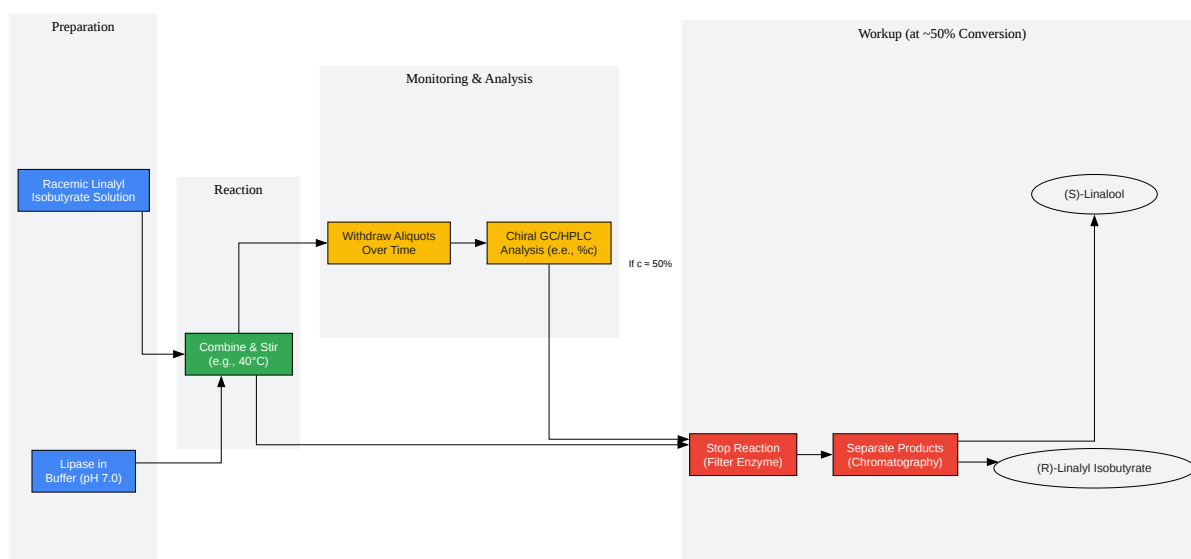 Preparation
Racemic Linalyl
Isobutyrate Solution
Lipase in
Buffer (pH 7.0)
Reaction
Combine & Stir
(e.g., 40°C)
Monitoring & Analysis
Withdraw Aliquots
Over Time
Chiral GC/HPLC
Analysis (e.e., %c)
If c ≈ 50%
Workup (at ~50% Conversion)
Stop Reaction
(Filter Enzyme)
Separate Products
(Chromatography)
(S)-Linalool
(R)-Linalyl Isobutyrate